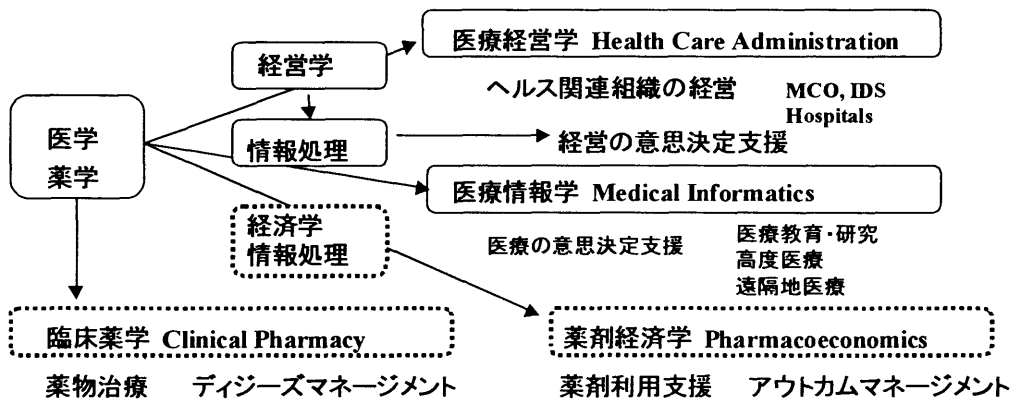 医療経営学 Health Care Administration
経営学
ヘルス関連組織の経営 MCO, IDS
Hospitals
医学
薬学
情報処理
経営の意思決定支援
医療情報学 Medical Informatics
経済学
情報処理
医療の意思決定支援
医療教育・研究
高度医療
遠隔地医療
臨床薬学 Clinical Pharmacy
薬剤経済学 Pharmacoeconomics
薬物治療 ディジーズマネージメント
薬剤利用支援 アウトカムマネージメント